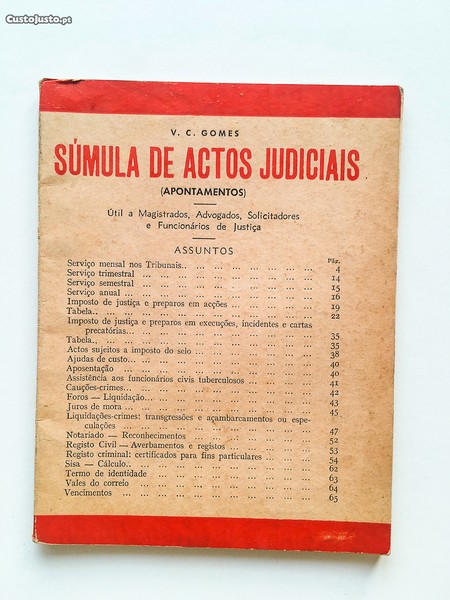 CustoJusto.pt
V. C. GOMES
SÚMULA DE ACTOS JUDICIAIS
(APONTAMENTOS)
Útil a Magistrados, Advogados, Solicitadores
e Funcionários de Justiça
ASSUNTOS
Pág.
Serviço mensal nos Tribunais.. ... ... ... ... ... ... 4
Serviço trimestral ... ... ... ... ... ... ... ... 14
Serviço semestral ... ... ... ... ... ... ... ... 15
Serviço anual ... ... ... ... ... ... ... ... ... 16
Imposto de justiça e preparos em acções ... ... ... ... 19
Tabela.. ... ... ... ... ... ... ... ... ... ... 22
Imposto de justiça e preparos em execuções, incidentes e cartas
precatórias... ... ... ... ... ... ... ... ... 35
Tabela.. ... ... ... ... ... ... ... ... ... ... 35
Actos sujeitos a imposto do selo ... ... ... ... ... 38
Ajudas de custo... ... ... ... ... ... ... ... ... 40
Aposentação ... ... ... ... ... ... ... ... ... 40
Assistência aos funcionários civis tuberculosos ... ... ... 41
Cauções-crimes... ... ... ... ... ... ... ... ... 42
Foros — Liquidação... ... ... ... ... ... ... ... 43
Juros de mora ... ... ... ... ... ... ... ... ... 45
Liquidações-crimes: transgressões e açambarcamentos ou espe-
culações ... ... ... ... ... ... ... ... ... 47
Notariado — Reconhecimentos ... ... ... ... ... ... 52
Registo Civil — Averbamentos e registos ... ... ... ... 53
Registo criminal: certificados para fins particulares ... ... 54
Sisa — Cálculo.. ... ... ... ... ... ... ... ... 62
Termo de identidade ... ... ... ... ... ... ... 63
Vales do correio ... ... ... ... ... ... ... ... 64
Vencimentos ... ... ... ... ... ... ... ... ... 65